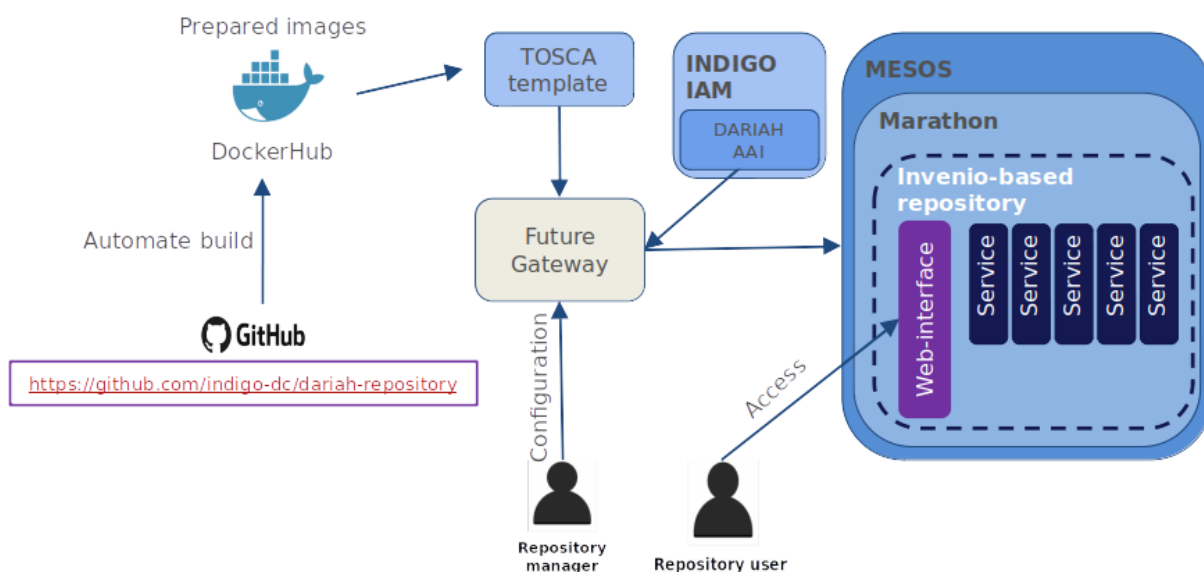 Prepared images
DockerHub
Automate build
GitHub
https://github.com/indigo-dc/dariah-repository
TOSCA
template
INDIGO
IAM
DARIAH
AAI
Future
Gateway
Configuration
Repository
manager
Access
Repository user
MESOS
Marathon
Invenio-based
repository
Web-interface
Service
Service
Service
Service
Service